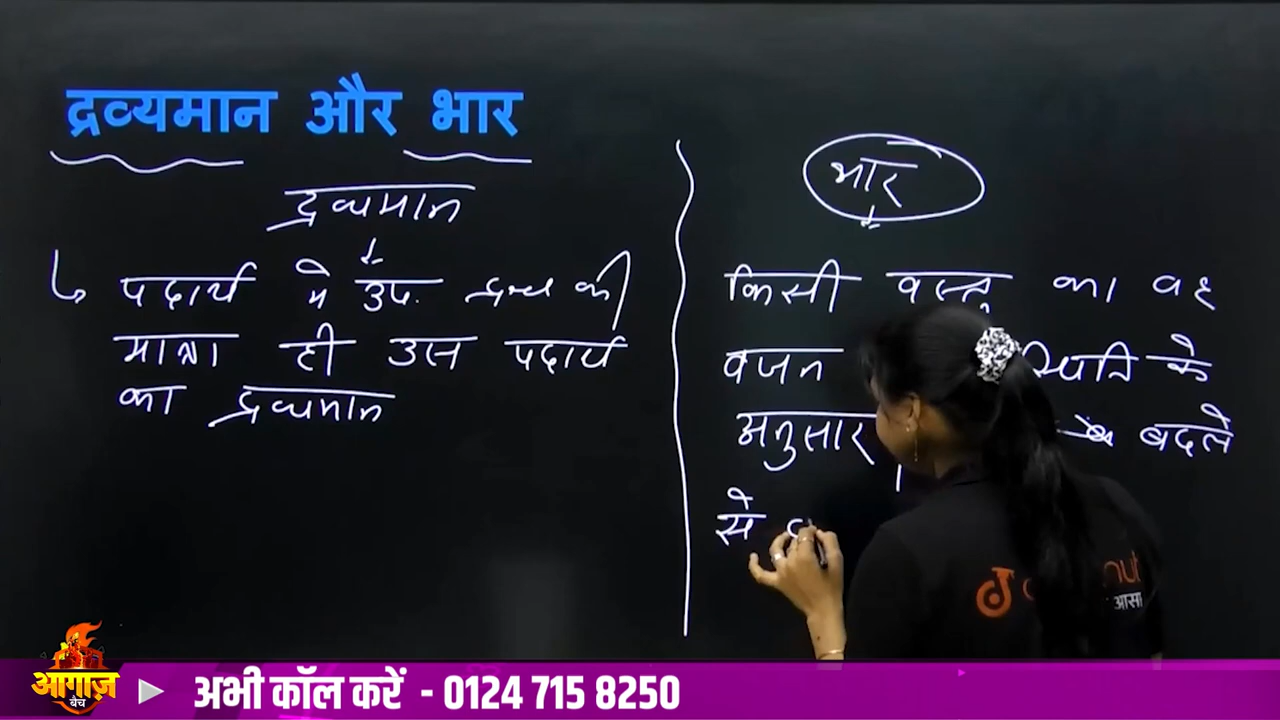 द्रव्यमान और भार
द्रव्यमान
पदार्थ मे उप. द्रव्य की
मात्रा ही उस पदार्थ
का द्रव्यमान
भार
किसी वस्तु का वह
वजन स्थिति के
अनुसार बदले
से
आसा
आगाज़
बैच
अभी कॉल करें - 0124 715 8250